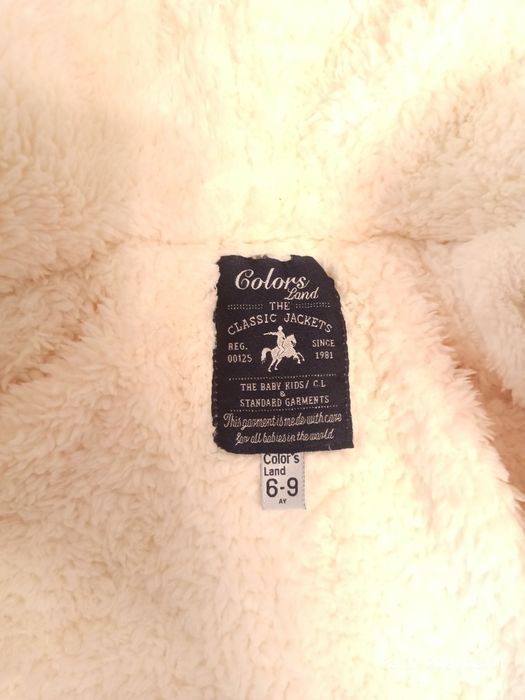 Colors
Land
THE
CLASSIC JACKETS
REG. 00125
SINCE 1981
THE BABY KIDS/ C.L
&
STANDARD GARMENTS
This garment is made with care
for all babies in the world
Color's
Land
6-9
AY